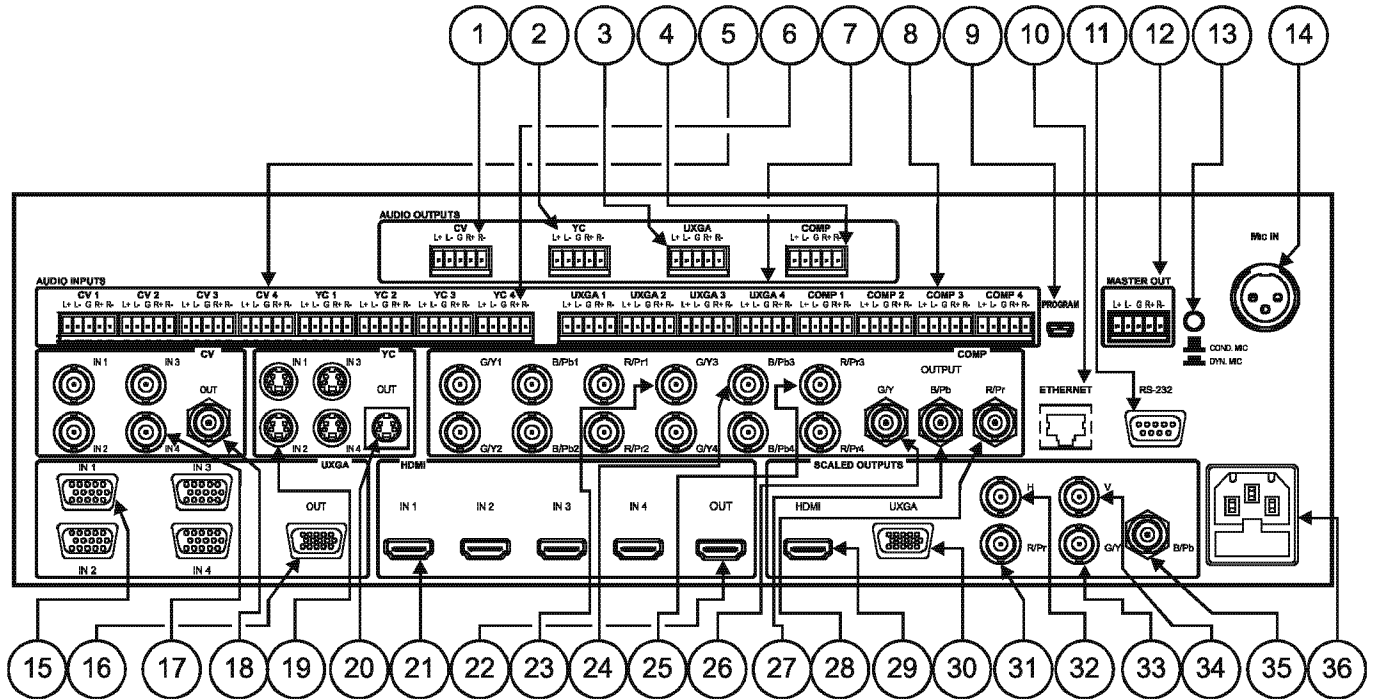 1 2 3 4 5 6 7 8 9 10 11 12 13 14
AUDIO OUTPUTS
CV YC UXGA COMP
L+ L- G R+ R- L+ L- G R+ R- L+ L- G R+ R- L+ L- G R+ R-
MIC IN
AUDIO INPUTS
MASTER OUT
CV 1 CV 2 CV 3 CV 4 YC 1 YC 2 YC 3 YC 4 UXGA 1 UXGA 2 UXGA 3 UXGA 4 COMP 1 COMP 2 COMP 3 COMP 4
L+ L- G R+ R- L+ L- G R+ R- L+ L- G R+ R- L+ L- G R+ R- L+ L- G R+ R- L+ L- G R+ R- L+ L- G R+ R- L+ L- G R+ R- L+ L- G R+ R- L+ L- G R+ R- L+ L- G R+ R- L+ L- G R+ R- L+ L- G R+ R- L+ L- G R+ R- L+ L- G R+ R- L+ L- G R+ R-
PROGRAM
L+ L- G R+ R-
COND. MIC
DYN. MIC
CV YC COMP
IN 1 IN 3 IN 1 IN 3 G/Y1 B/Pb1 R/Pr1 G/Y3 B/Pb3 R/Pr3
OUTPUT
OUT OUT G/Y B/Pb R/Pr ETHERNET RS-232
IN 2 IN 4 IN 2 IN 4 G/Y2 B/Pb2 R/Pr2 G/Y4 B/Pb4 R/Pr4
UXGA HDMI SCALED OUTPUTS
IN 1 IN 3
OUT IN 1 IN 2 IN 3 IN 4 OUT HDMI UXGA
H V
R/Pr G/Y B/Pb
IN 2 IN 4
15 16 17 18 19 20 21 22 23 24 25 26 27 28 29 30 31 32 33 34 35 36